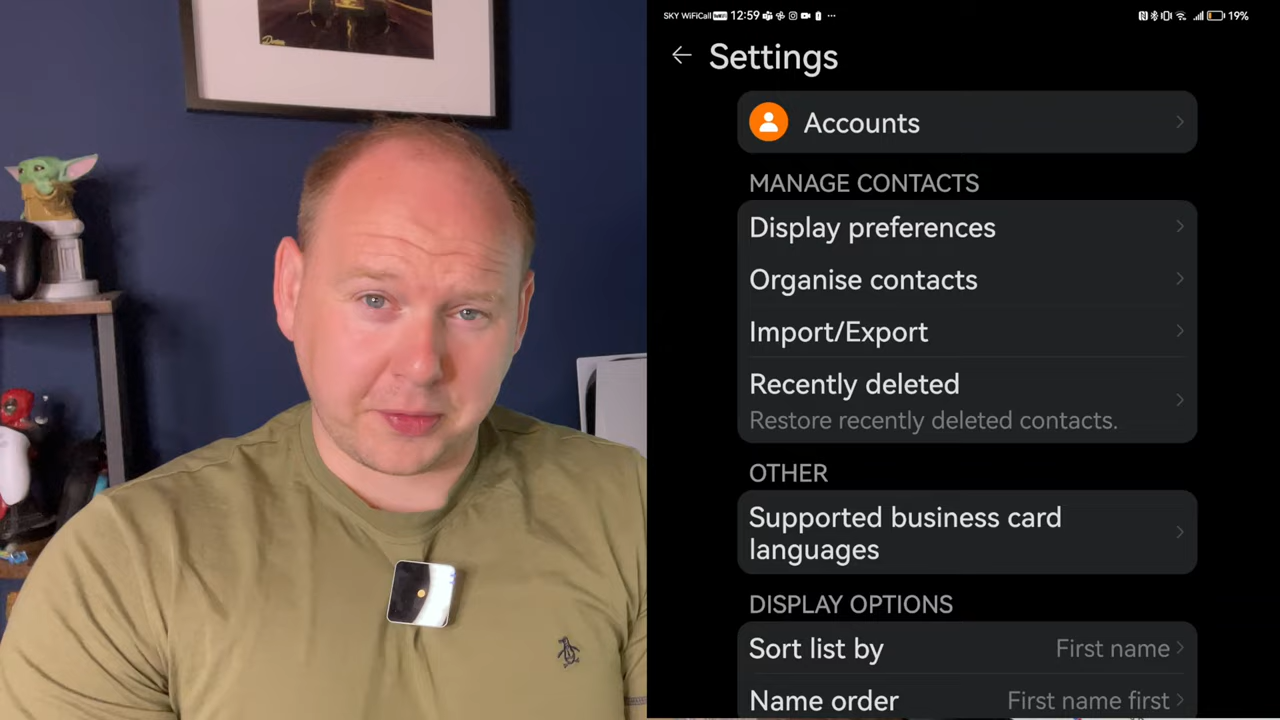 SKY WiFiCall 12:59 ... 19%
Settings
Accounts
MANAGE CONTACTS
Display preferences
Organise contacts
Import/Export
Recently deleted
Restore recently deleted contacts.
OTHER
Supported business card
languages
DISPLAY OPTIONS
Sort list by First name
Name order First name first